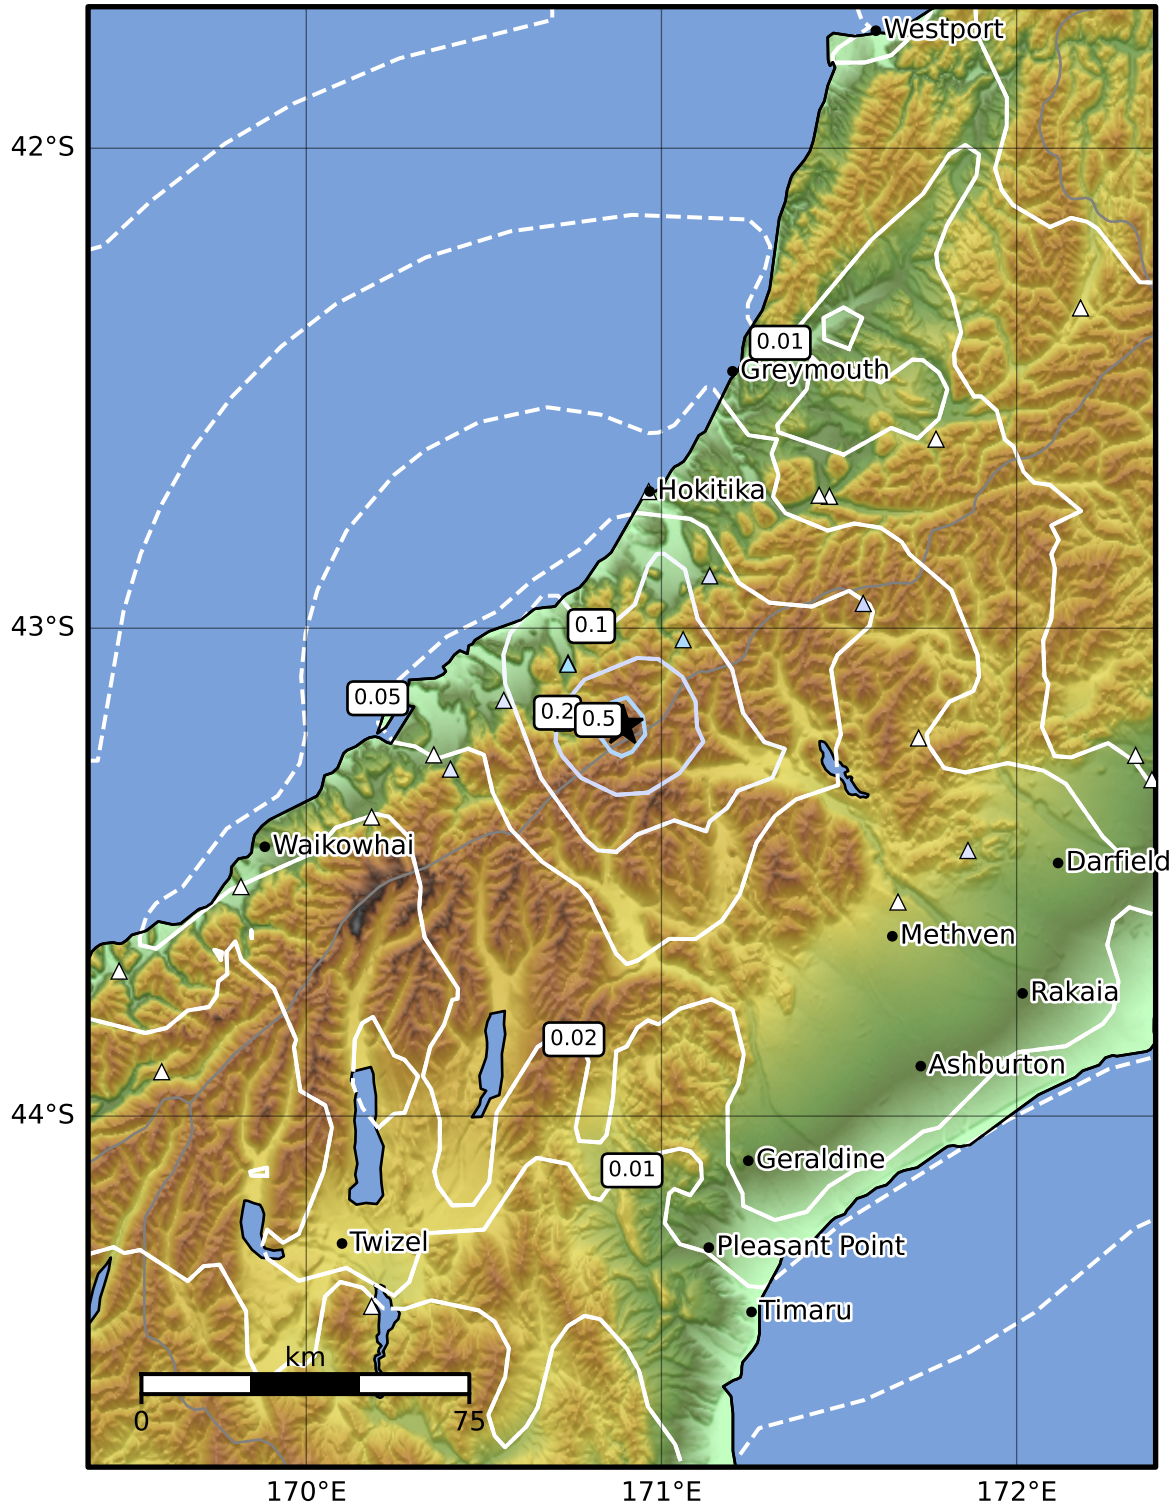 Westport
42°S
0.01
Greymouth
Hokitika
43°S
0.1
0.05
0.2
0.5
Waikowhai
Darfield
Methven
Rakaia
0.02
Ashburton
44°S
Geraldine
0.01
Twizel
Pleasant Point
Timaru
km
0 75
170°E 171°E 172°E